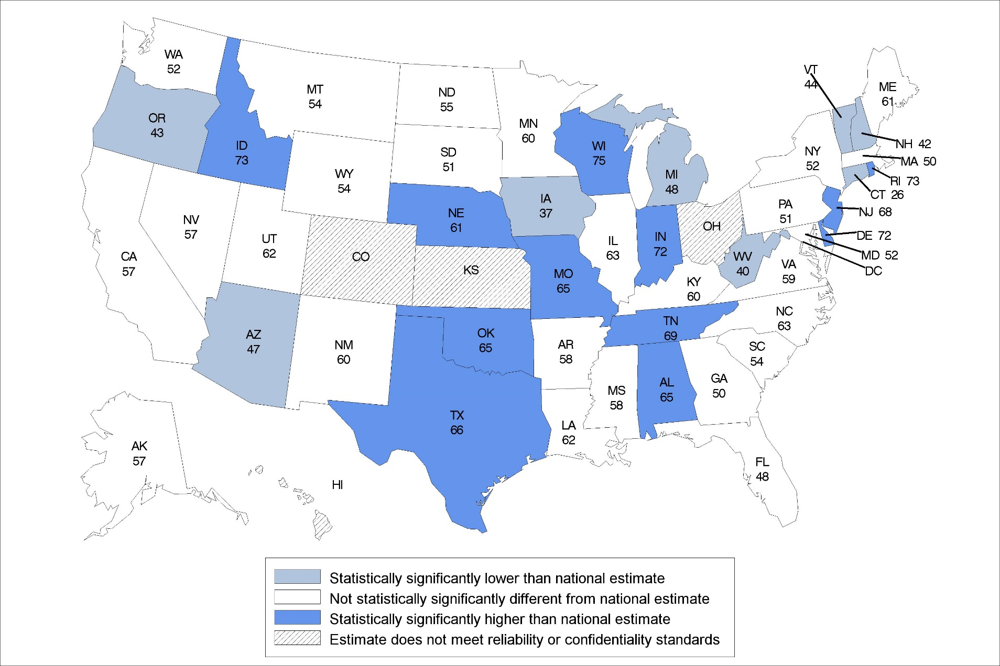 WA
52
OR
43
ID
73
MT
54
ND
55
MN
60
WI
75
MI
48
VT
44
ME
61
NH 42
MA 50
RI 73
CT 26
NY
52
PA
51
NJ 68
DE 72
MD 52
DC
SD
51
WY
54
NE
61
IA
37
NV
57
UT
62
CA
57
CO
KS
MO
65
IL
63
IN
72
OH
WV
40
VA
59
KY
60
NC
63
TN
69
SC
54
AZ
47
NM
60
OK
65
AR
58
TX
66
LA
62
MS
58
AL
65
GA
50
FL
48
AK
57
HI
Statistically significantly lower than national estimate
Not statistically significantly different from national estimate
Statistically significantly higher than national estimate
Estimate does not meet reliability or confidentiality standards